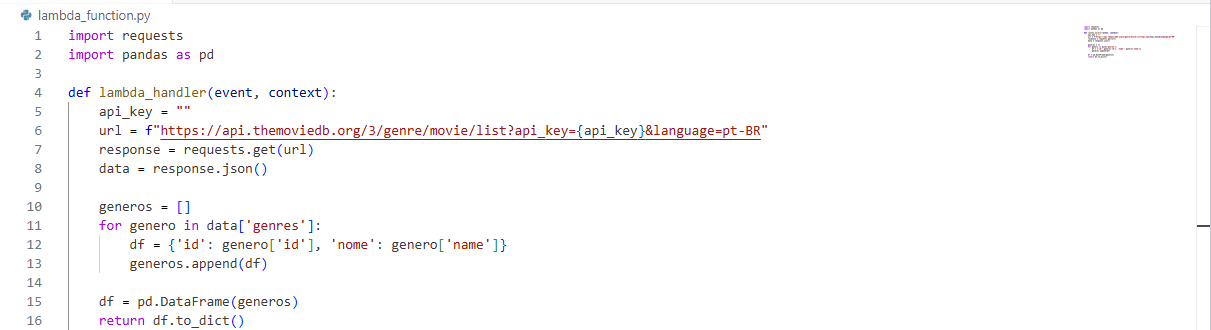 lambda_function.py
1 import requests
2 import pandas as pd
3
4 def lambda_handler(event, context):
5     api_key = ""
6     url = f"https://api.themoviedb.org/3/genre/movie/list?api_key={api_key}&language=pt-BR"
7     response = requests.get(url)
8     data = response.json()
9
10     generos = []
11     for genero in data['genres']:
12         df = {'id': genero['id'], 'nome': genero['name']}
13         generos.append(df)
14
15     df = pd.DataFrame(generos)
16     return df.to_dict()